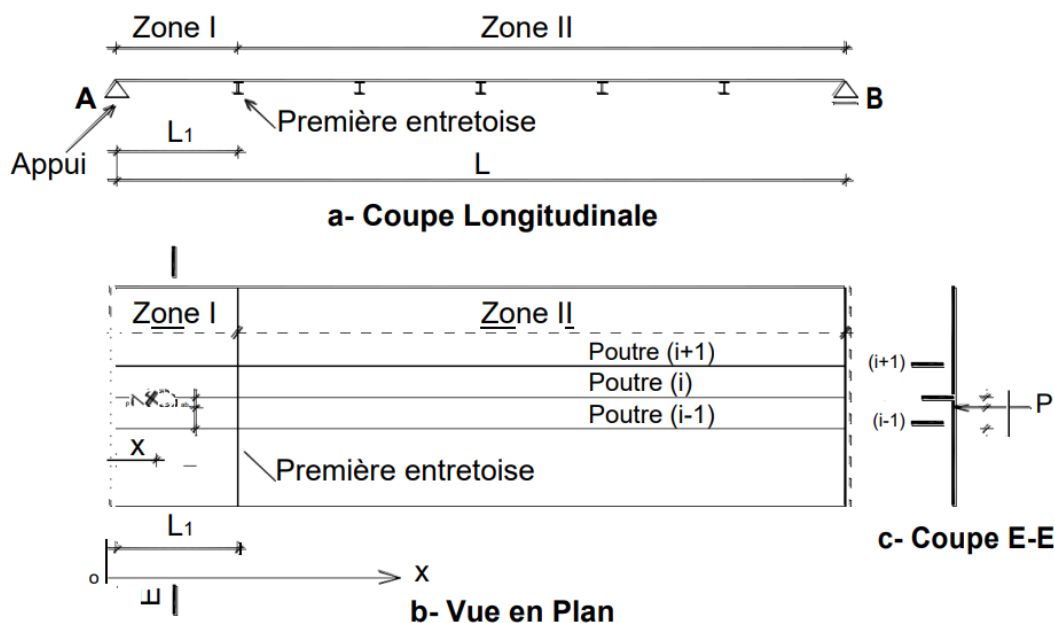 Zone I Zone II
A B
Première entretoise
L1
Appui L
a- Coupe Longitudinale
Zone I Zone II
Poutre (i+1) (i+1)
Poutre (i)
P
Poutre (i-1) (i-1)
x
Première entretoise
L1
c- Coupe E-E
o x
E
b- Vue en Plan